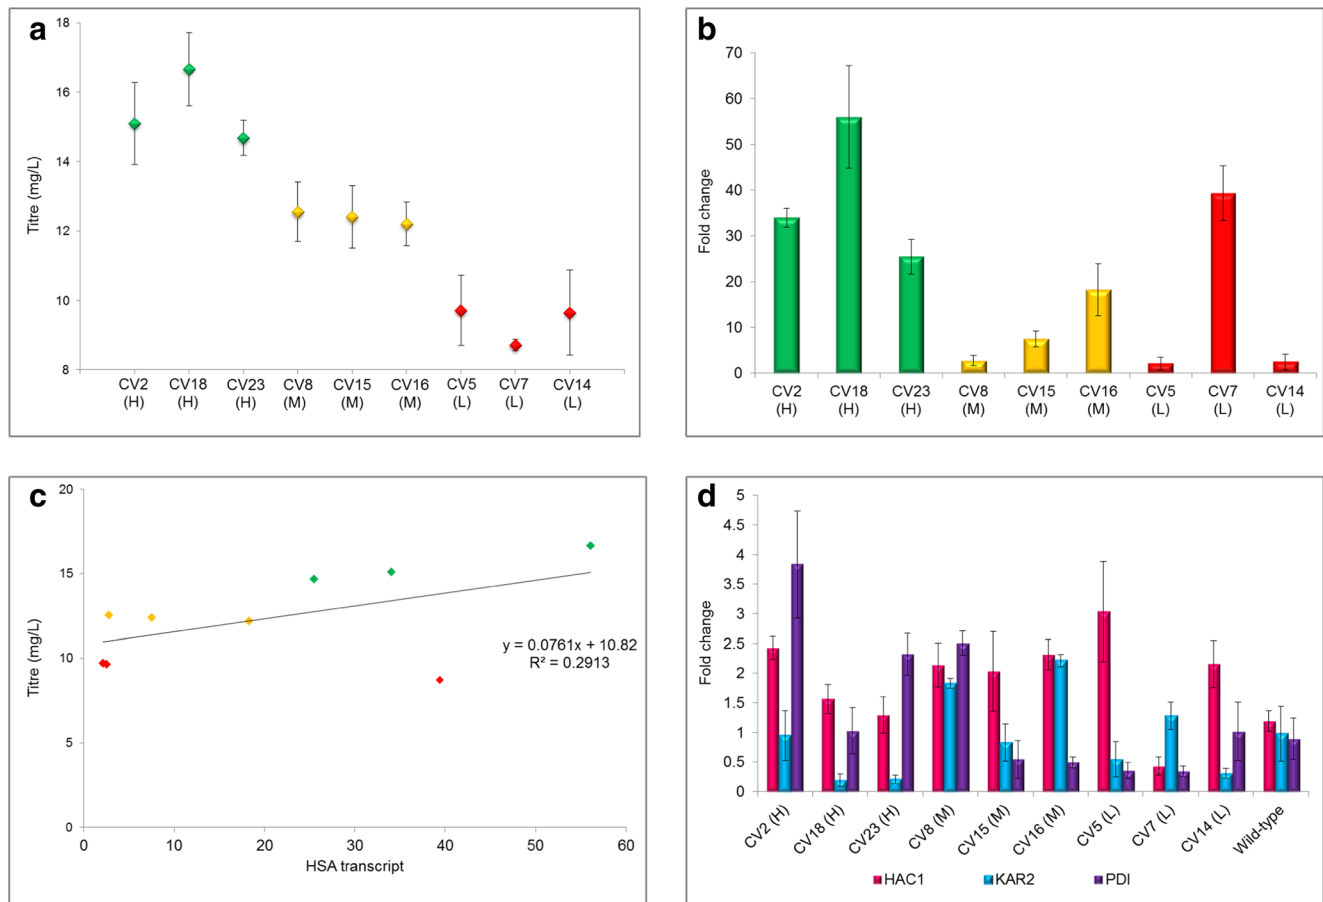 a
18
16
14
12
10
8
Titre (mg/L)
CV2 CV18 CV23 CV8 CV15 CV16 CV5 CV7 CV14
(H) (H) (H) (M) (M) (M) (L) (L) (L)
b
70
60
50
40
30
20
10
0
Fold change
CV2 CV18 CV23 CV8 CV15 CV16 CV5 CV7 CV14
(H) (H) (H) (M) (M) (M) (L) (L) (L)
c
20
15
10
5
0
Titre (mg/L)
y = 0.0761x + 10.82
R² = 0.2913
0 10 20 30 40 50 60
HSA transcript
d
5
4.5
4
3.5
3
2.5
2
1.5
1
0.5
0
Fold change
CV2 (H) CV18 (H) CV23 (H) CV8 (M) CV15 (M) CV16 (M) CV5 (L) CV7 (L) CV14 (L) Wild-type
HAC1 KAR2 PDI